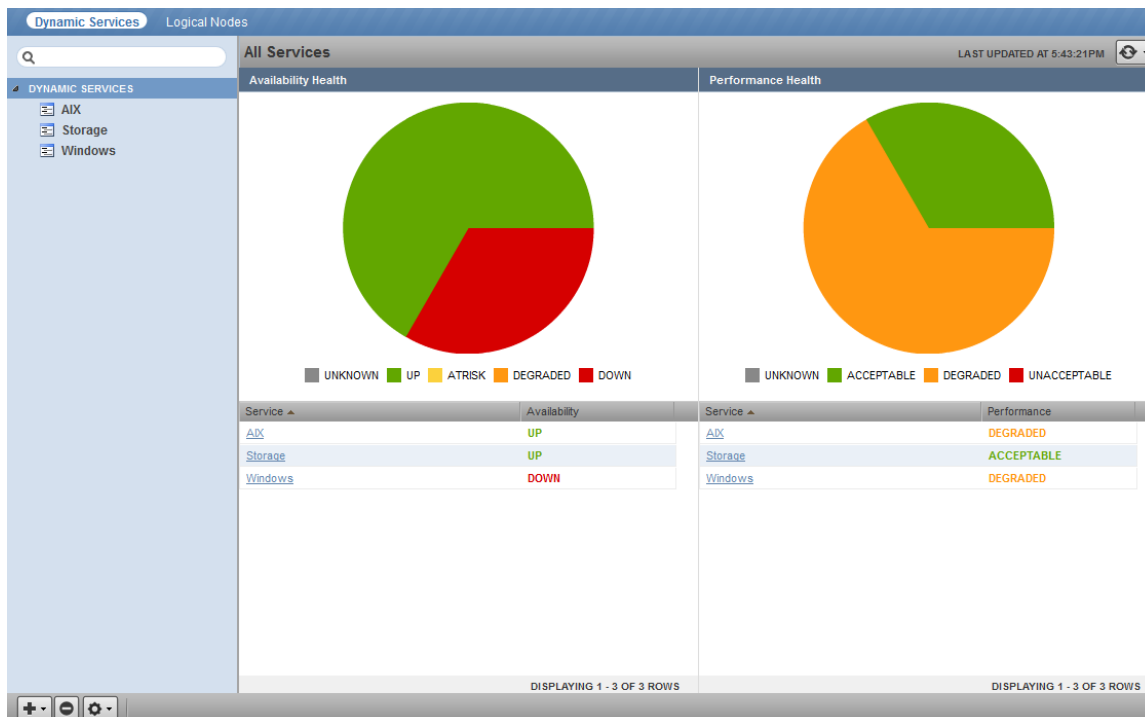 Dynamic Services Logical Nodes
All Services LAST UPDATED AT 5:43:21PM
DYNAMIC SERVICES
AIX
Storage
Windows
Availability Health
UNKNOWN UP ATRISK DEGRADED DOWN
Service Availability
AIX UP
Storage UP
Windows DOWN
DISPLAYING 1 - 3 OF 3 ROWS
Performance Health
UNKNOWN ACCEPTABLE DEGRADED UNACCEPTABLE
Service Performance
AIX DEGRADED
Storage ACCEPTABLE
Windows DEGRADED
DISPLAYING 1 - 3 OF 3 ROWS